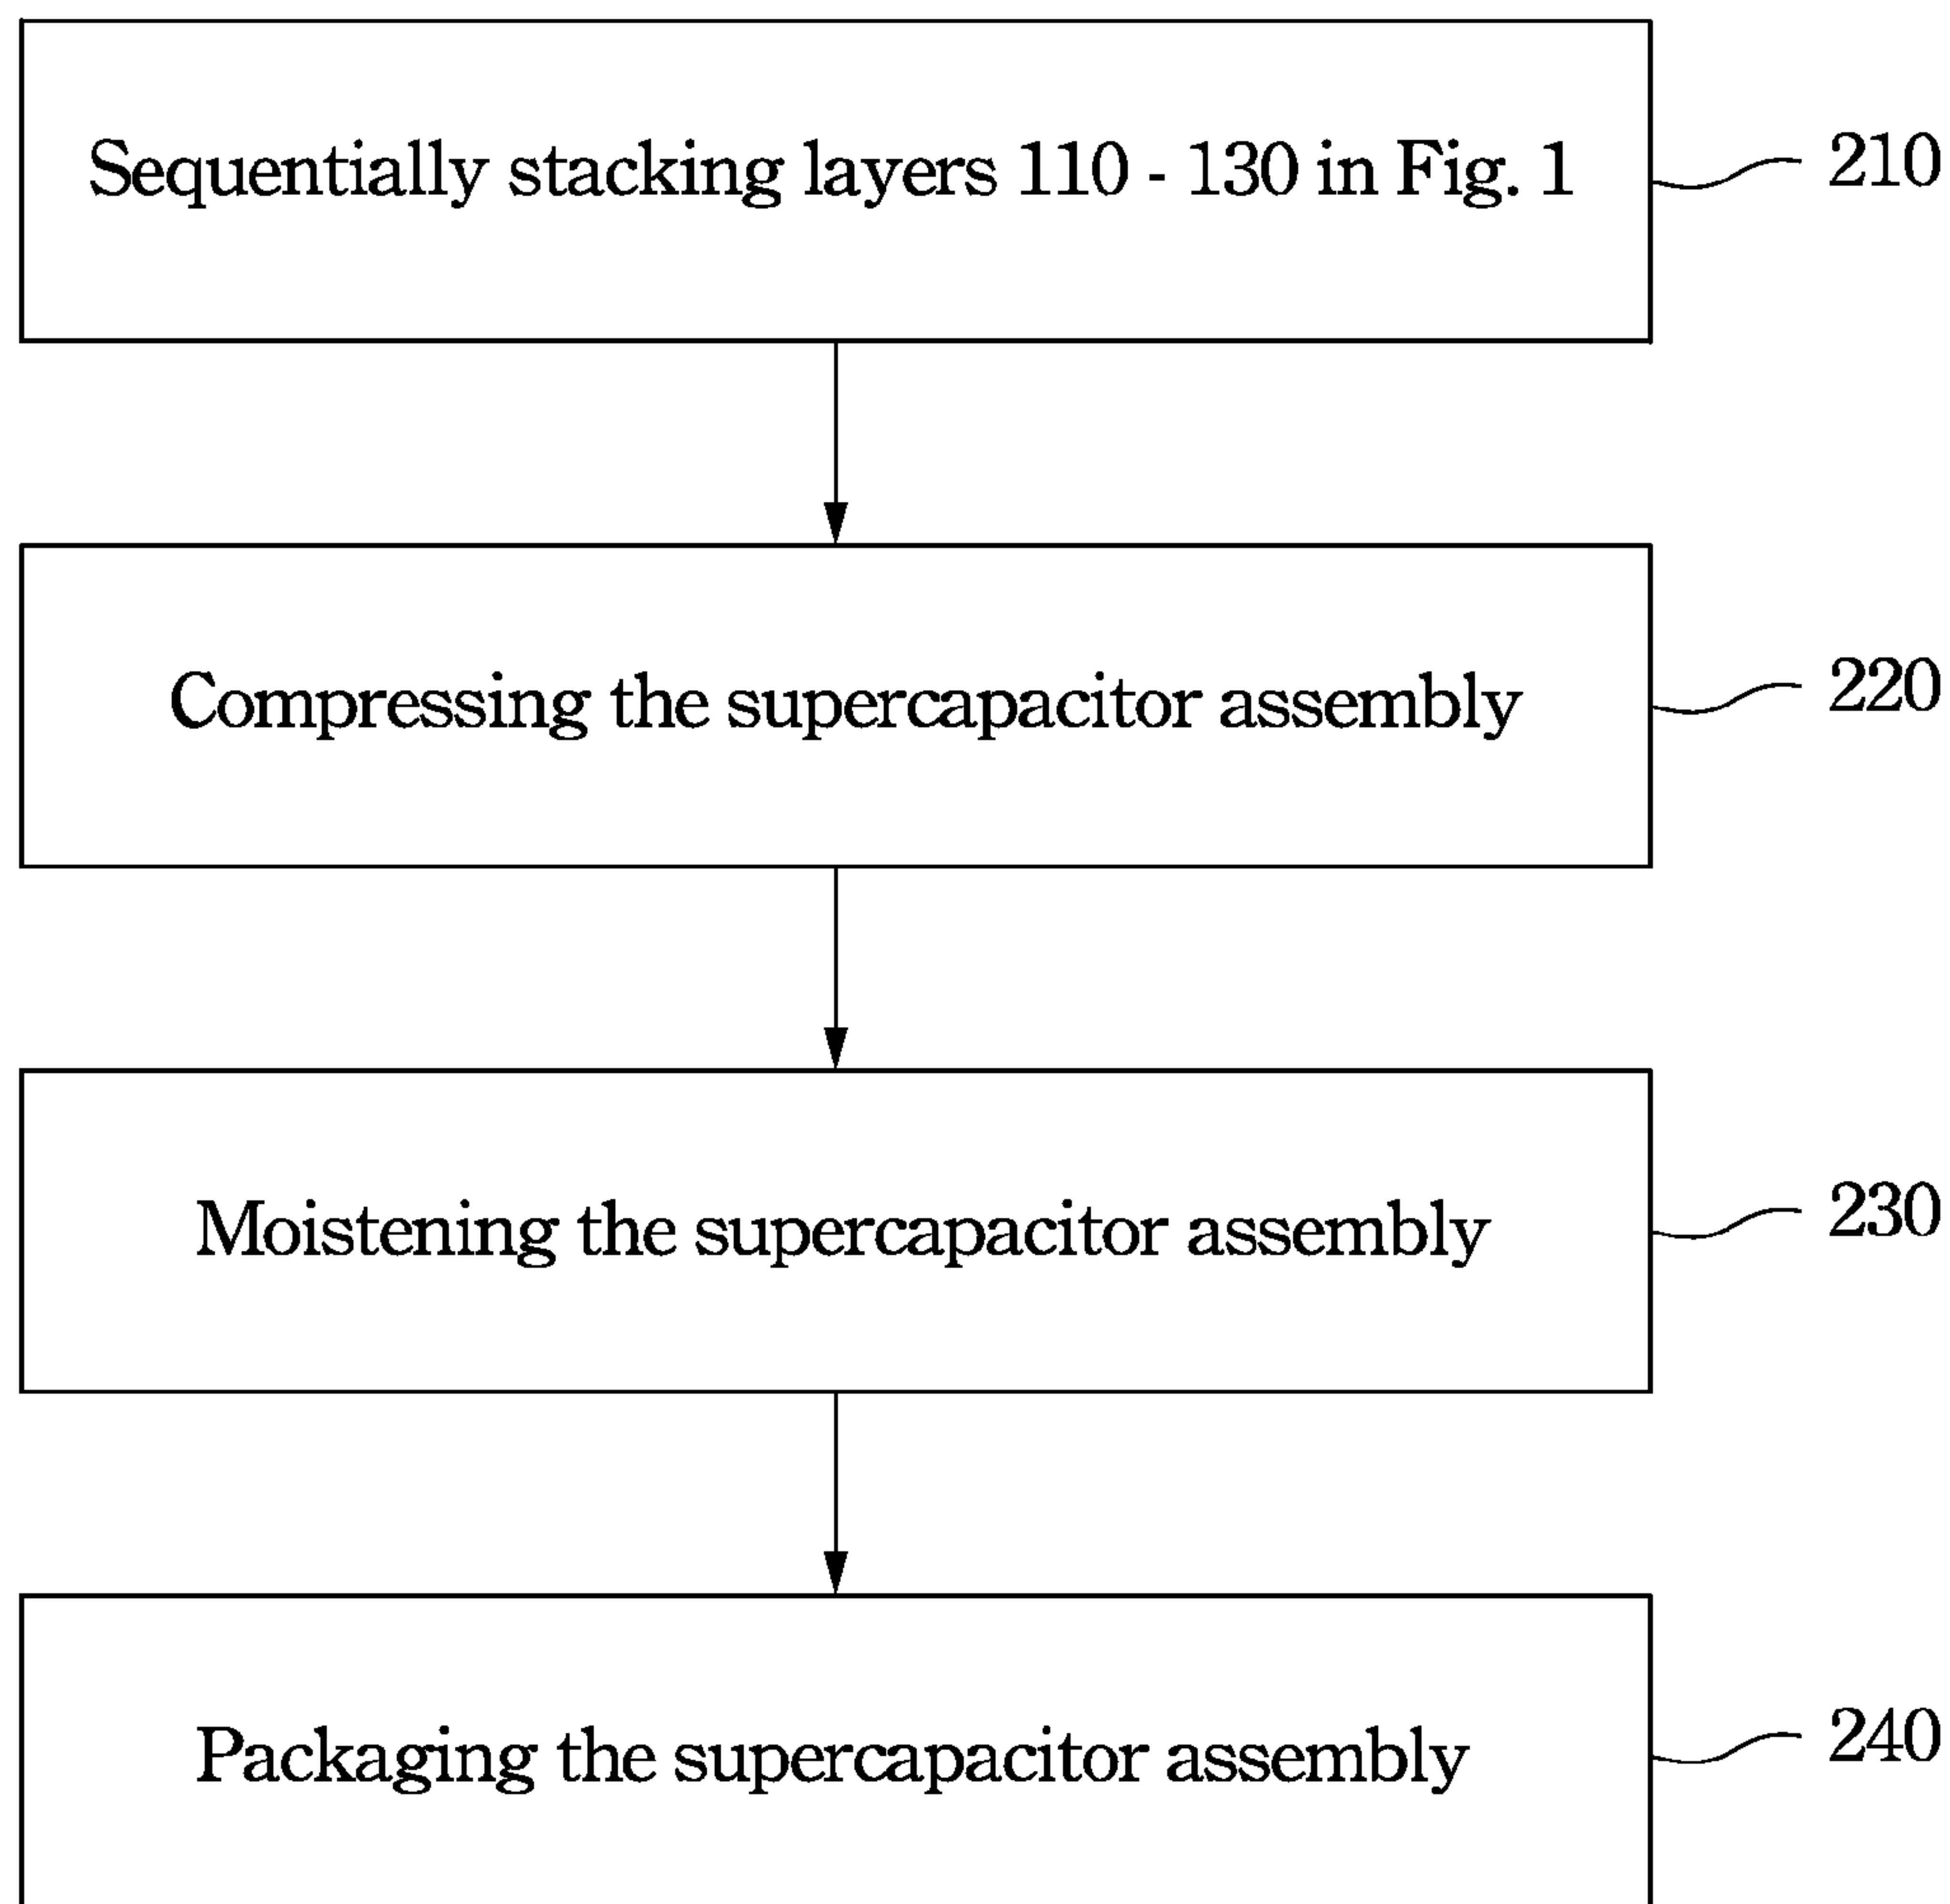 Sequentially stacking layers 110 - 130 in Fig. 1 210
Compressing the supercapacitor assembly 220
Moistening the supercapacitor assembly 230
Packaging the supercapacitor assembly 240